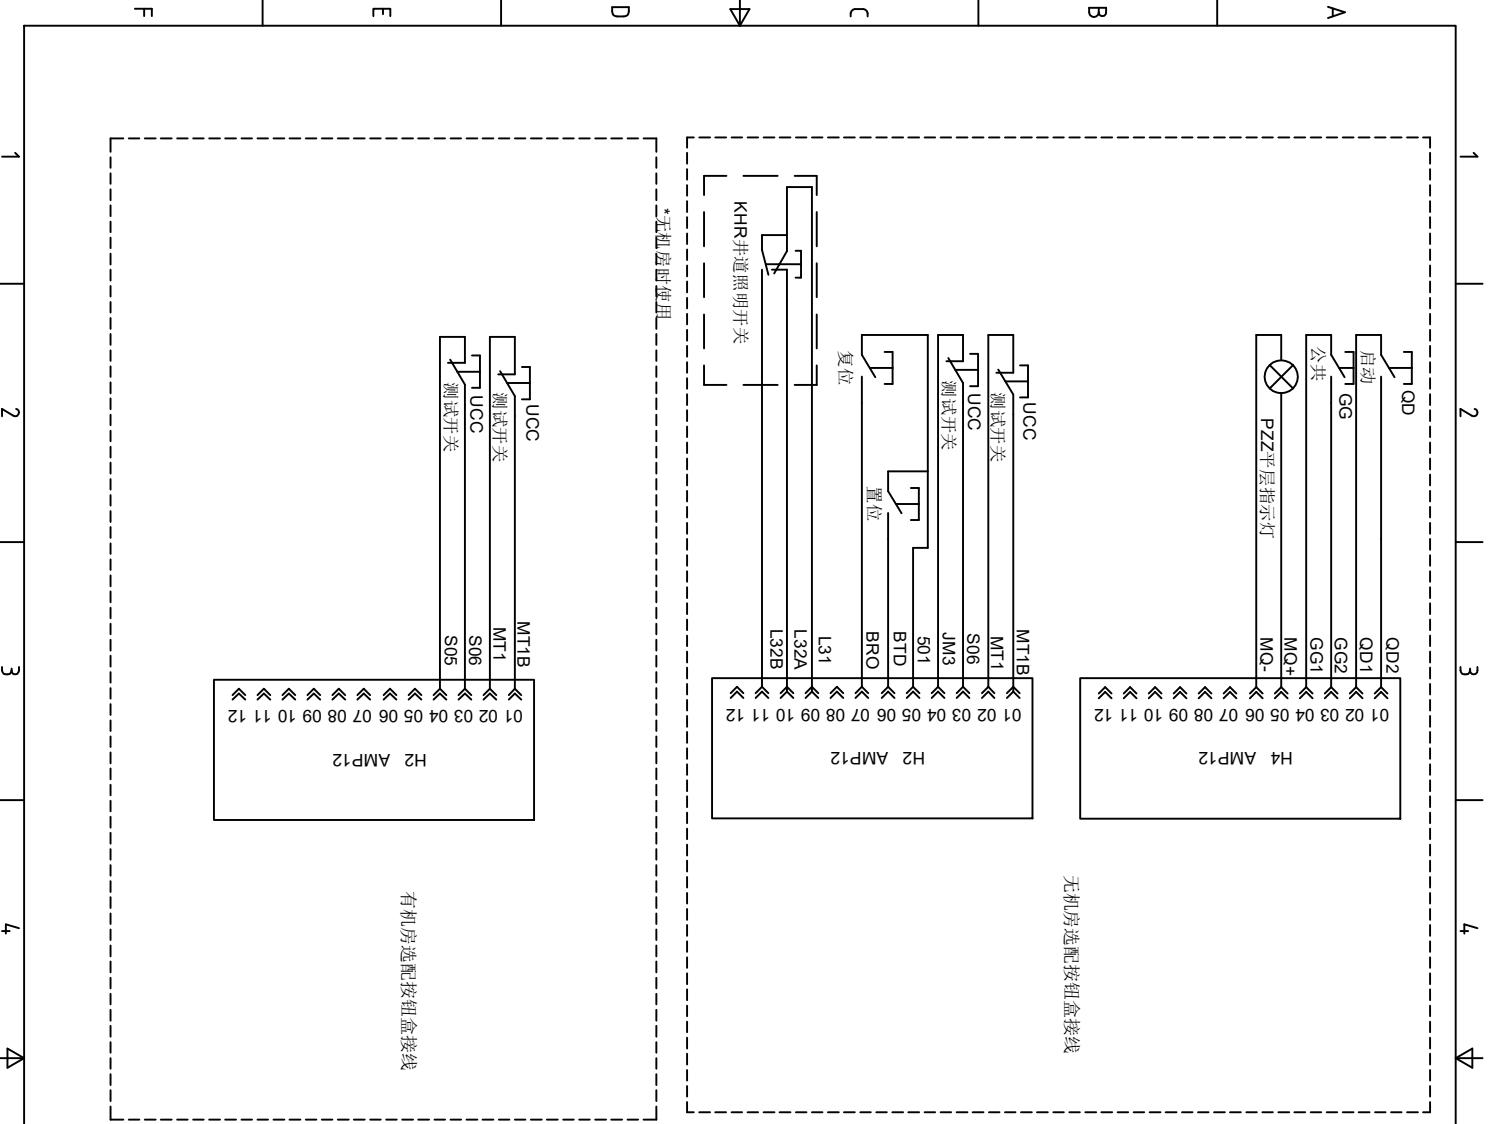 A
B
C
D
E
F
1
2
3
4
1
2
3
4
QD
启动
GG
公共
PZZ平层指示灯
QD2
QD1
GG2
GG1
MQ+
MQ-
01 02 03 04 05 06 07 08 09 10 11 12
H4 AMP12
UCC
测试开关
UCC
测试开关
置位
复位
KHR井道照明开关
MT1B
MT1
S06
JM3
501
BTD
BRO
L31
L32A
L32B
01 02 03 04 05 06 07 08 09 10 11 12
H2 AMP12
无机房选配按钮盒接线
*无机房时使用
UCC
测试开关
UCC
测试开关
MT1B
MT1
S06
S05
01 02 03 04 05 06 07 08 09 10 11 12
H2 AMP12
有机房选配按钮盒接线